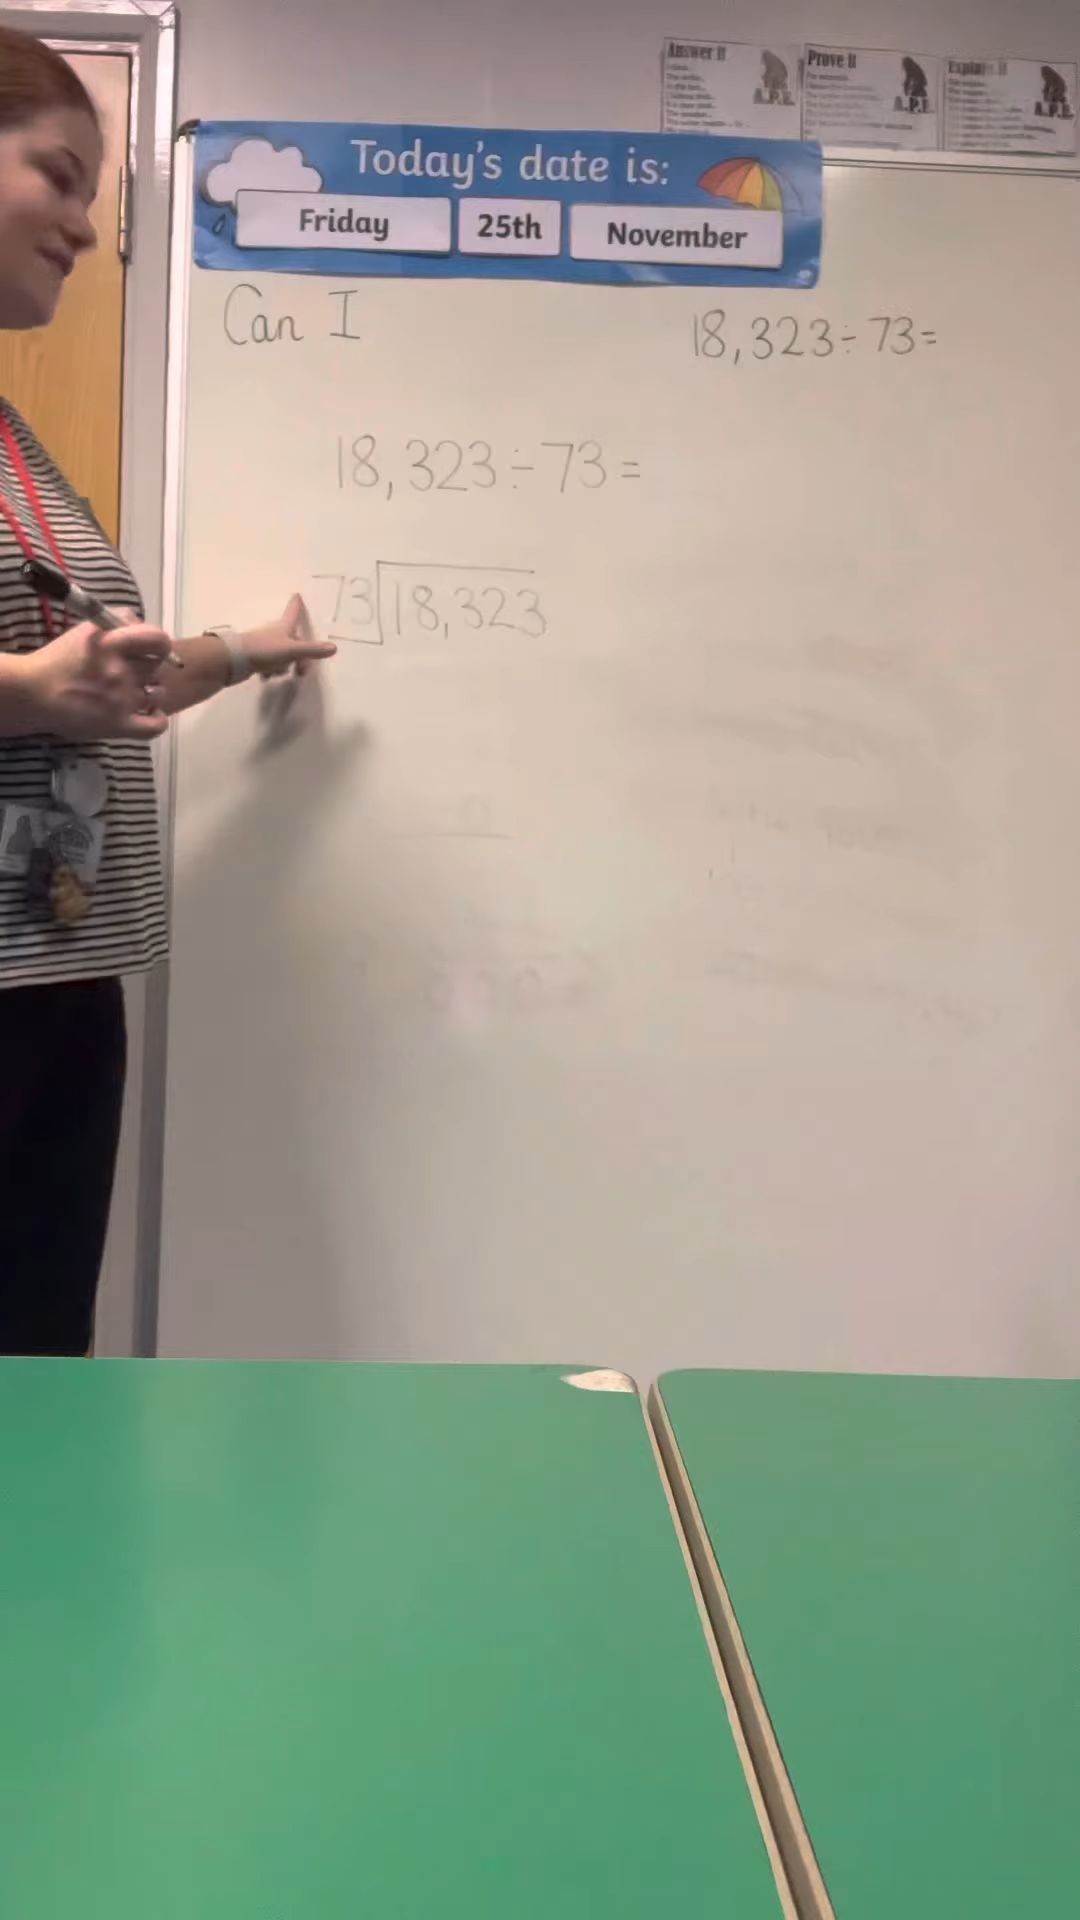 Answer it
Prove it
Explain it
A.P.E.
A.P.E.
A.P.E.
Today's date is:
Friday 25th November
Can I
18,323÷73=
18,323÷73=
73 18,323